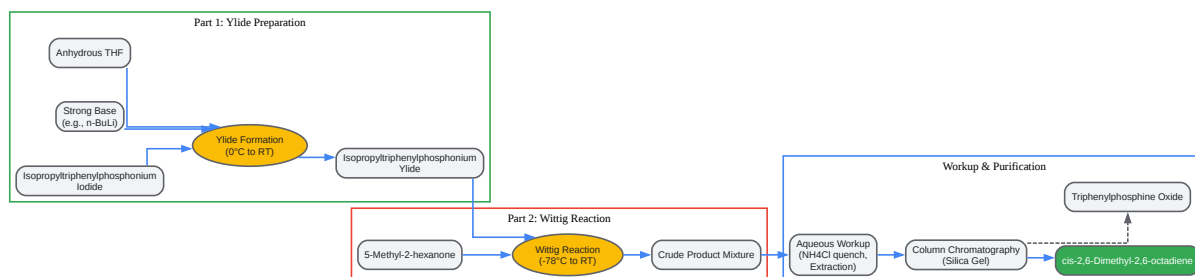 Part 1: Ylide Preparation
Anhydrous THF
Strong Base
(e.g., n-BuLi)
Ylide Formation
(0°C to RT)
Isopropyltriphenylphosphonium
Iodide
Isopropyltriphenylphosphonium
Ylide
Part 2: Wittig Reaction
5-Methyl-2-hexanone
Wittig Reaction
(-78°C to RT)
Crude Product Mixture
Workup & Purification
Triphenylphosphine Oxide
Aqueous Workup
(NH4Cl quench,
Extraction)
Column Chromatography
(Silica Gel)
cis-2,6-Dimethyl-2,6-octadiene